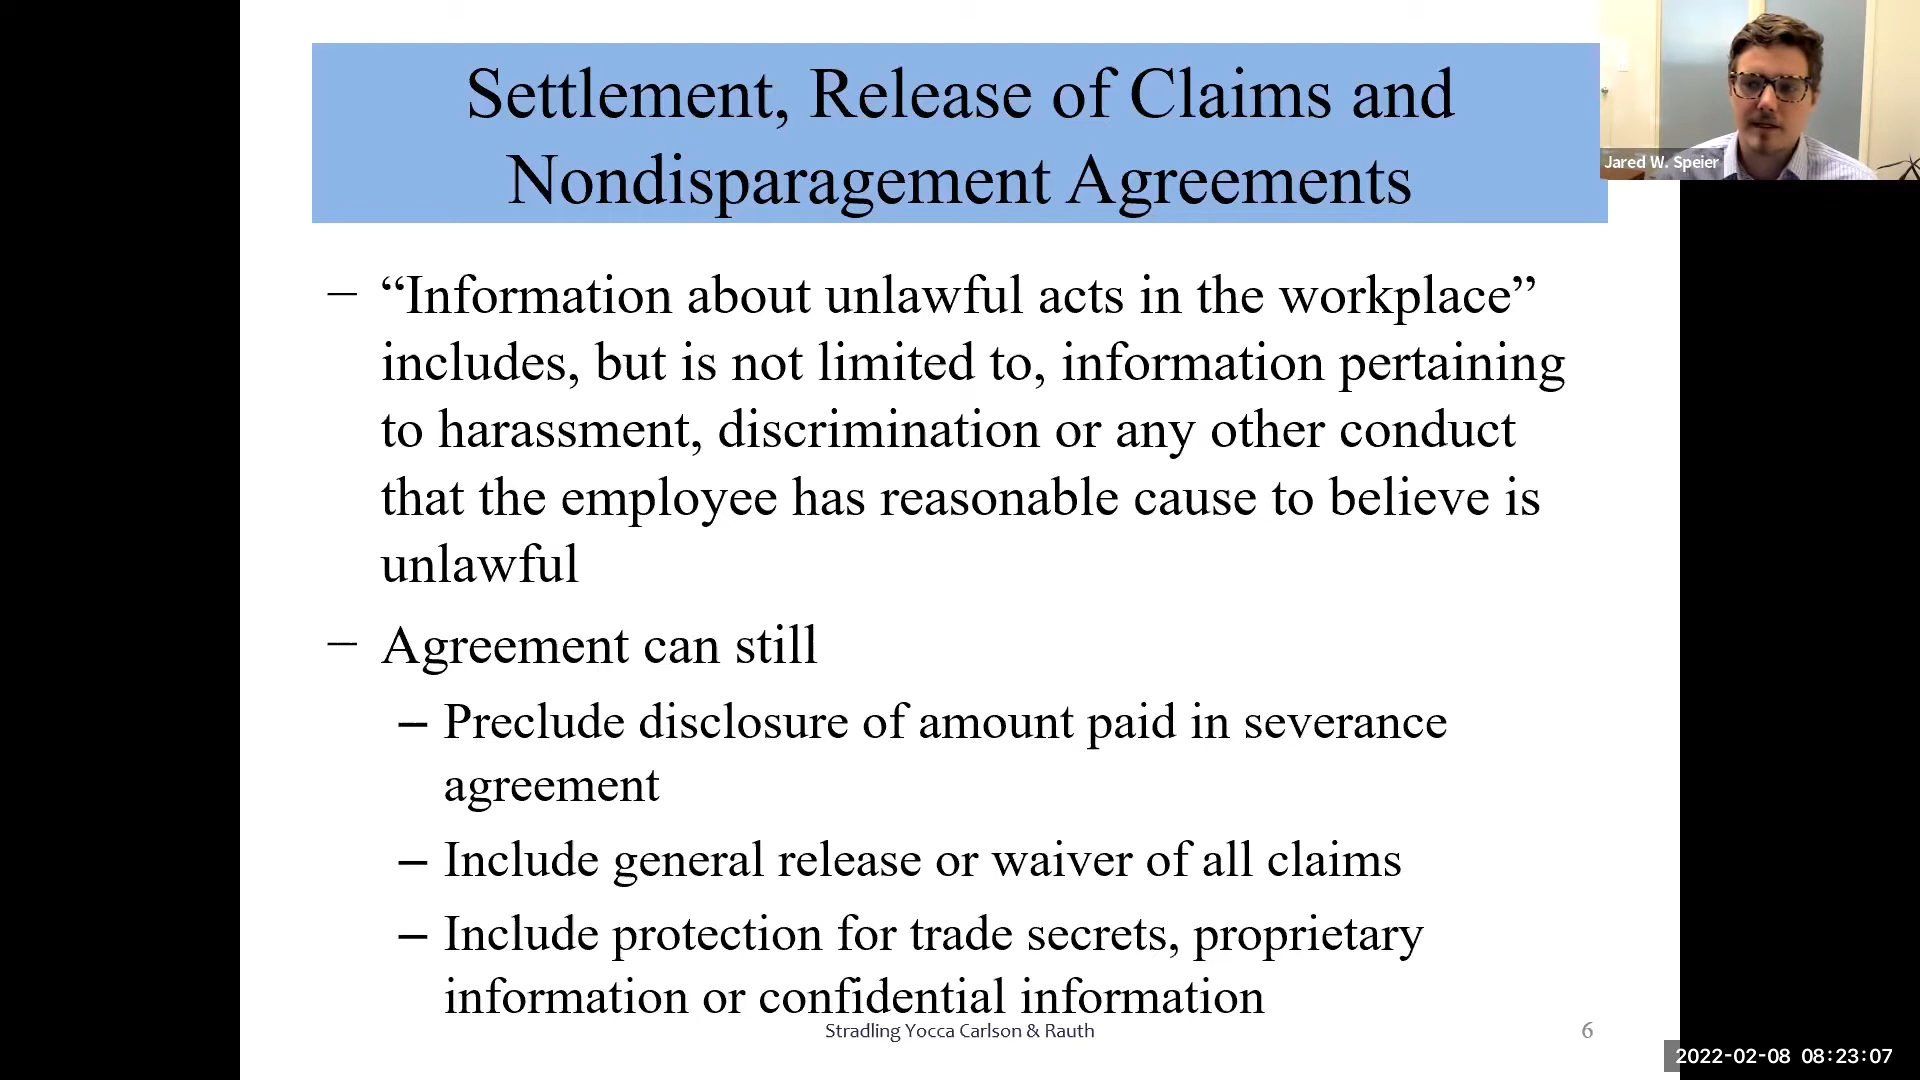 Settlement, Release of Claims and
Nondisparagement Agreements
Jared W. Speier
– “Information about unlawful acts in the workplace”
includes, but is not limited to, information pertaining
to harassment, discrimination or any other conduct
that the employee has reasonable cause to believe is
unlawful
– Agreement can still
– Preclude disclosure of amount paid in severance
agreement
– Include general release or waiver of all claims
– Include protection for trade secrets, proprietary
information or confidential information
Stradling Yocca Carlson & Rauth
6
2022-02-08 08:23:07